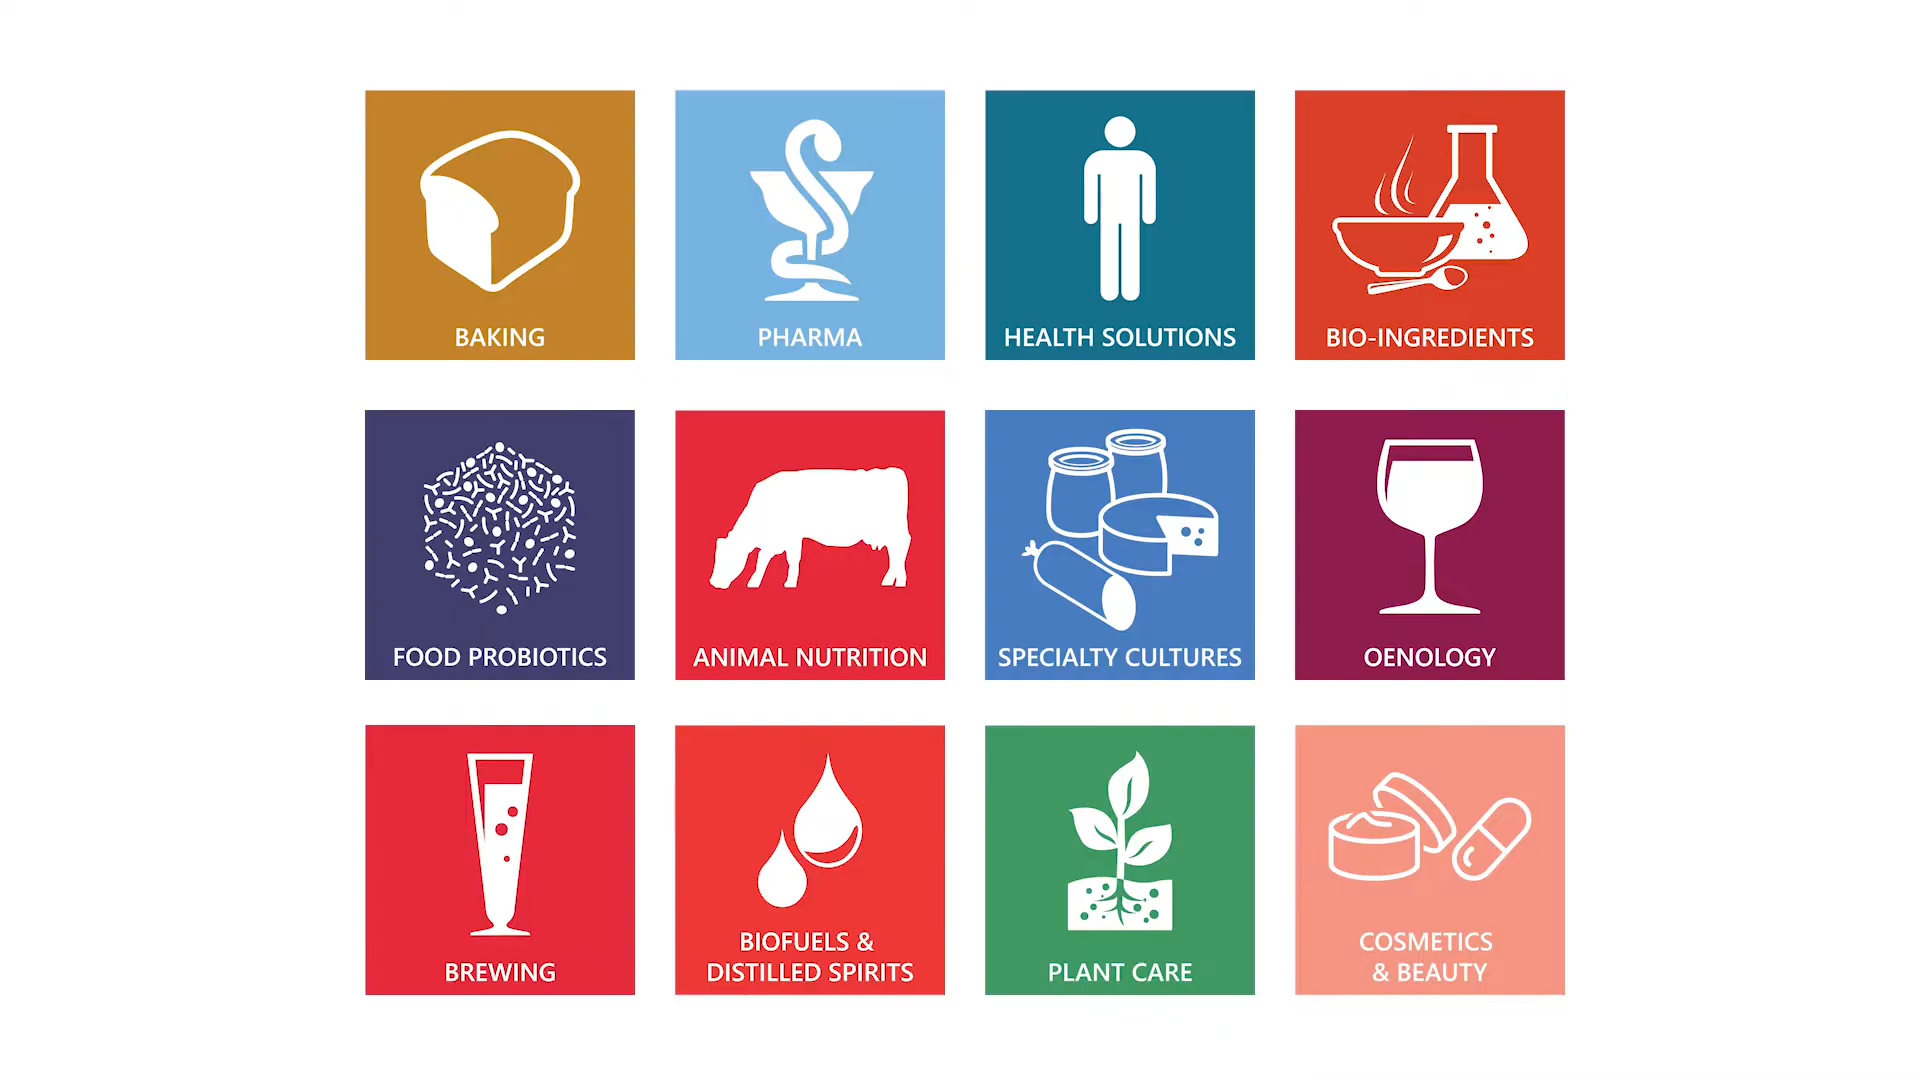 BAKING
PHARMA
HEALTH SOLUTIONS
BIO-INGREDIENTS
FOOD PROBIOTICS
ANIMAL NUTRITION
SPECIALTY CULTURES
OENOLOGY
BREWING
BIOFUELS &
DISTILLED SPIRITS
PLANT CARE
COSMETICS
& BEAUTY